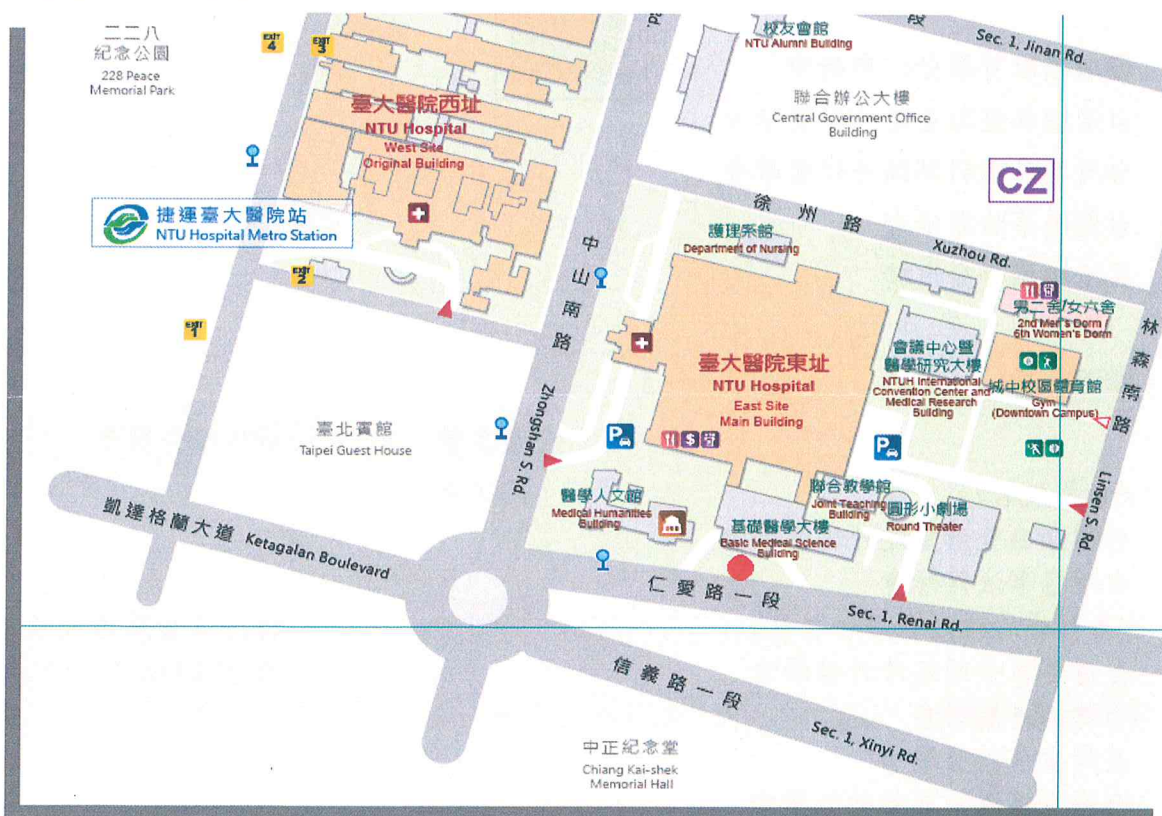 二二八
紀念公園
228 Peace
Memorial Park
EXIT
4
EXIT
3
臺大醫院西址
NTU Hospital
West Site
Original Building
捷運臺大醫院站
NTU Hospital Metro Station
EXIT
2
EXIT
1
Rd.
校友會館
NTU Alumni Building
段
Sec. 1, Jinan Rd.
聯合辦公大樓
Central Government Office
Building
CZ
徐州路
Xuzhou Rd.
護理系館
Department of Nursing
中山南路
Zhongshan S. Rd.
男二舍/女六舍
2nd Men's Dorm
6th Women's Dorm
林森南路
Linsen S. Rd.
會議中心暨
醫學研究大樓
NTUH International
Convention Center and
Medical Research
Building
城中校區體育館
Gym
(Downtown Campus)
臺大醫院東址
NTU Hospital
East Site
Main Building
P
$
P
臺北賓館
Taipei Guest House
醫學人文館
Medical Humanities
Building
聯合教學館
Joint Teaching
Building
圓形小劇場
Round Theater
基礎醫學大樓
Basic Medical Science
Building
凱達格蘭大道 Ketagalan Boulevard
仁愛路一段
Sec. 1, Renai Rd.
信義路一段
Sec. 1, Xinyi Rd.
中正紀念堂
Chiang Kai-shek
Memorial Hall